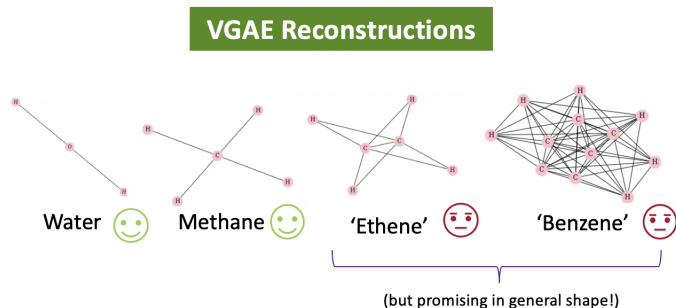 VGAE Reconstructions
H
O
H
H
H
C
H
H
H
H
C
C
H
H
H
H
H
C
C
H
C
C
H
C
C
H
Water
Methane
‘Ethene’
‘Benzene’
(but promising in general shape!)